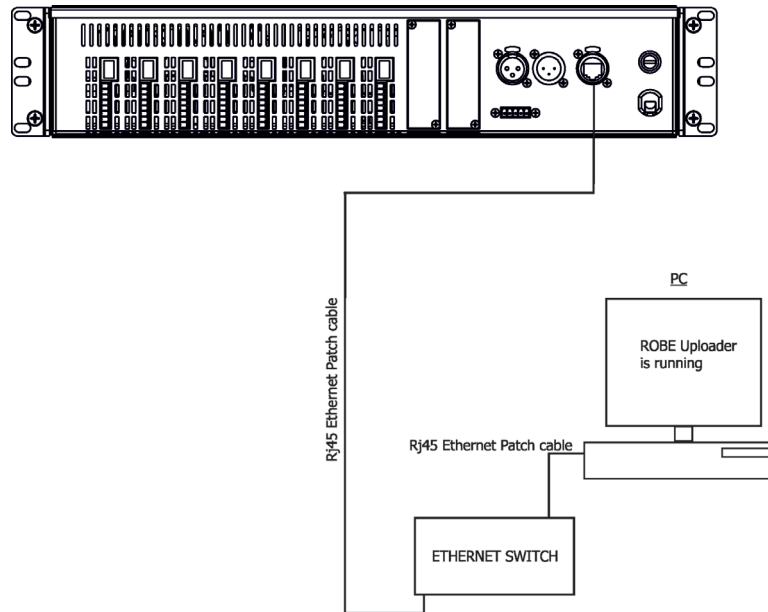 PC
ROBE Uploader
is running
Rj45 Ethernet Patch cable
Rj45 Ethernet Patch cable
ETHERNET SWITCH